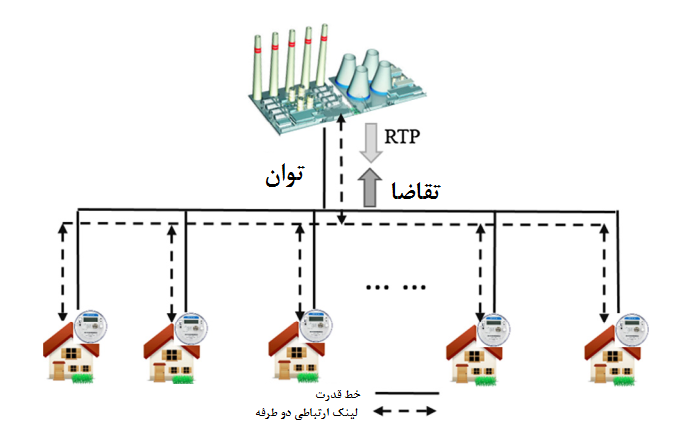 RTP
توان
تقاضا
... ...
خط قدرت
لینک ارتباطی دو طرفه